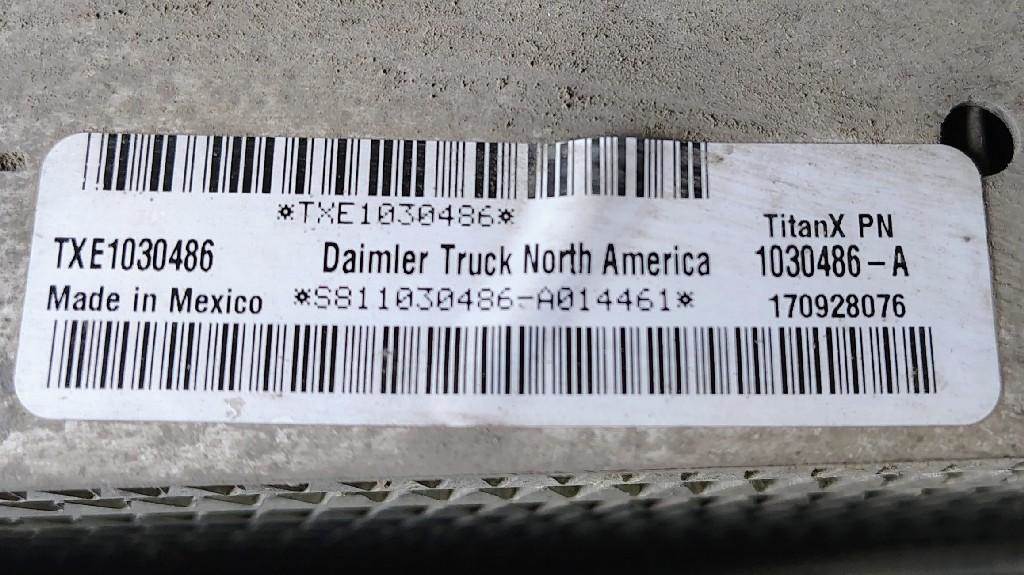 *TXE1030486*
TitanX PN
TXE1030486 Daimler Truck North America 1030486-A
Made in Mexico *S811030486-A014461* 170928076